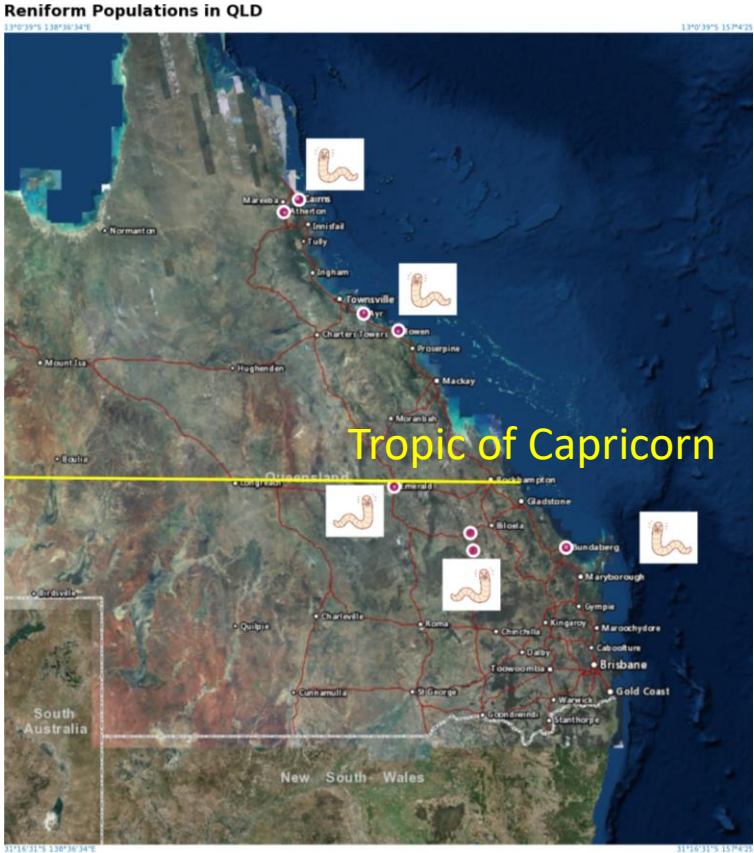 Reniform Populations in QLD
13°0'39"S 138°36'34"E
13°0'39"S 157°4'25
Mareeba
Cairns
Atherton
Innisfail
Normanton
Tully
Ingham
Townsville
Ayr
Bowen
Charters Towers
Proserpine
Mount Isa
Hughenden
Mackay
Moranbah
Tropic of Capricorn
Boulia
Queensland
Longreach
Emerald
Rockhampton
Gladstone
Biloela
Bundaberg
Maryborough
Birdsville
Gympie
Charleville
Quilpie
Roma
Kingaroy
Maroochydore
Chinchilla
Caboolture
Dalby
Brisbane
Toowoomba
Cunnamulla
St George
Gold Coast
Warwick
Goondiwindi
Stanthorpe
South
Australia
New South Wales
31°16'31"S 138°36'34"E
31°16'31"S 157°4'25